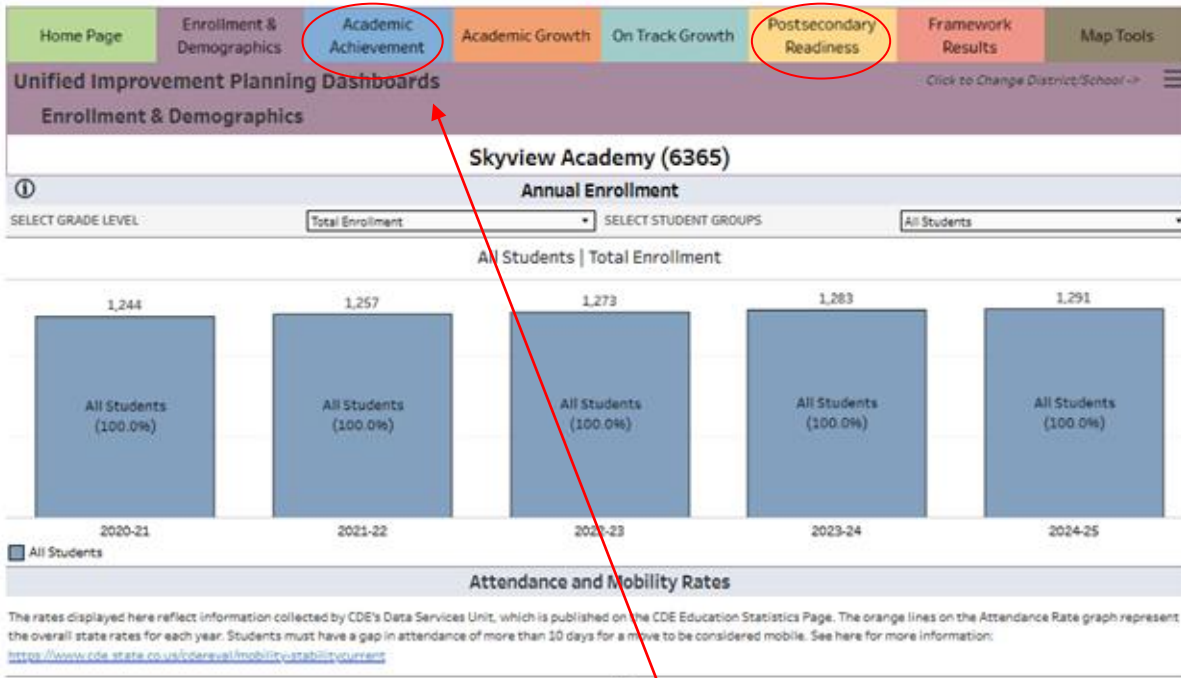 Home Page
Enrollment &
Demographics
Academic
Achievement
Academic Growth
On Track Growth
Postsecondary
Readiness
Framework
Results
Map Tools
Unified Improvement Planning Dashboards
Click to Change District/School ->
Enrollment & Demographics
Skyview Academy (6365)
Annual Enrollment
SELECT GRADE LEVEL
Total Enrollment
SELECT STUDENT GROUPS
All Students
All Students | Total Enrollment
1,244
1,257
1,273
1,283
1,291
All Students
(100.0%)
All Students
(100.0%)
All Students
(100.0%)
All Students
(100.0%)
All Students
(100.0%)
2020-21
2021-22
2022-23
2023-24
2024-25
All Students
Attendance and Mobility Rates
The rates displayed here reflect information collected by CDE's Data Services Unit, which is published on the CDE Education Statistics Page. The orange lines on the Attendance Rate graph represent
the overall state rates for each year. Students must have a gap in attendance of more than 10 days for a move to be considered mobile. See here for more information:
https://www.cde.state.co.us/cdereval/mobility-stabilitycurrent